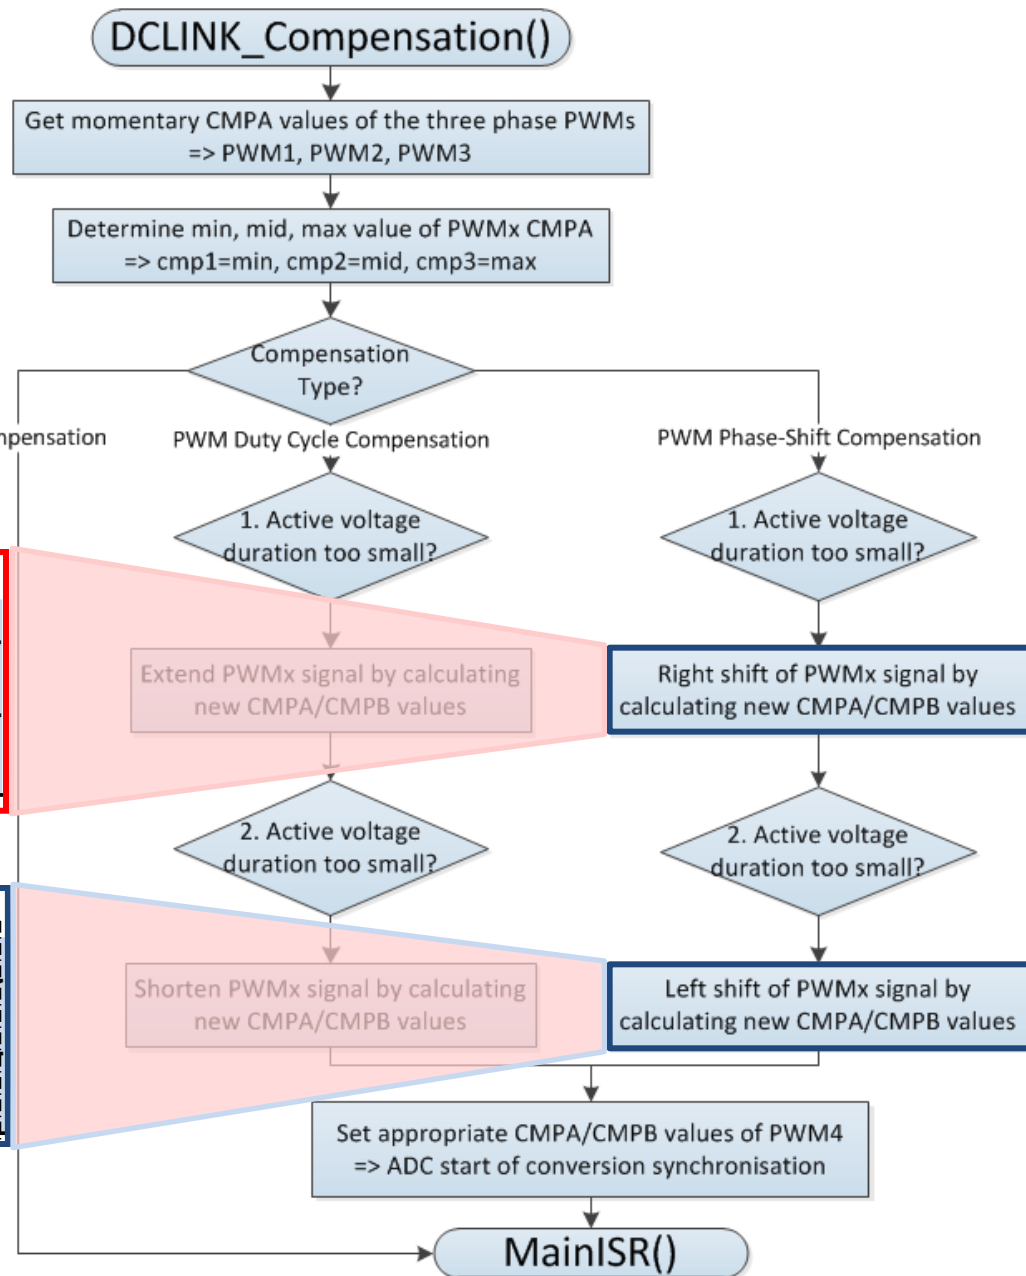 DCLINK_Compensation()
Get momentary CMPA values of the three phase PWMs
=> PWM1, PWM2, PWM3
Determine min, mid, max value of PWMx CMPA
=> cmp1=min, cmp2=mid, cmp3=max
Compensation
Type?
PWM Duty Cycle Compensation
PWM Phase-Shift Compensation
1. Active voltage
duration too small?
1. Active voltage
duration too small?
Extend PWMx signal by calculating
new CMPA/CMPB values
Right shift of PWMx signal by
calculating new CMPA/CMPB values
2. Active voltage
duration too small?
2. Active voltage
duration too small?
Shorten PWMx signal by calculating
new CMPA/CMPB values
Left shift of PWMx signal by
calculating new CMPA/CMPB values
Set appropriate CMPA/CMPB values of PWM4
=> ADC start of conversion synchronisation
MainISR()